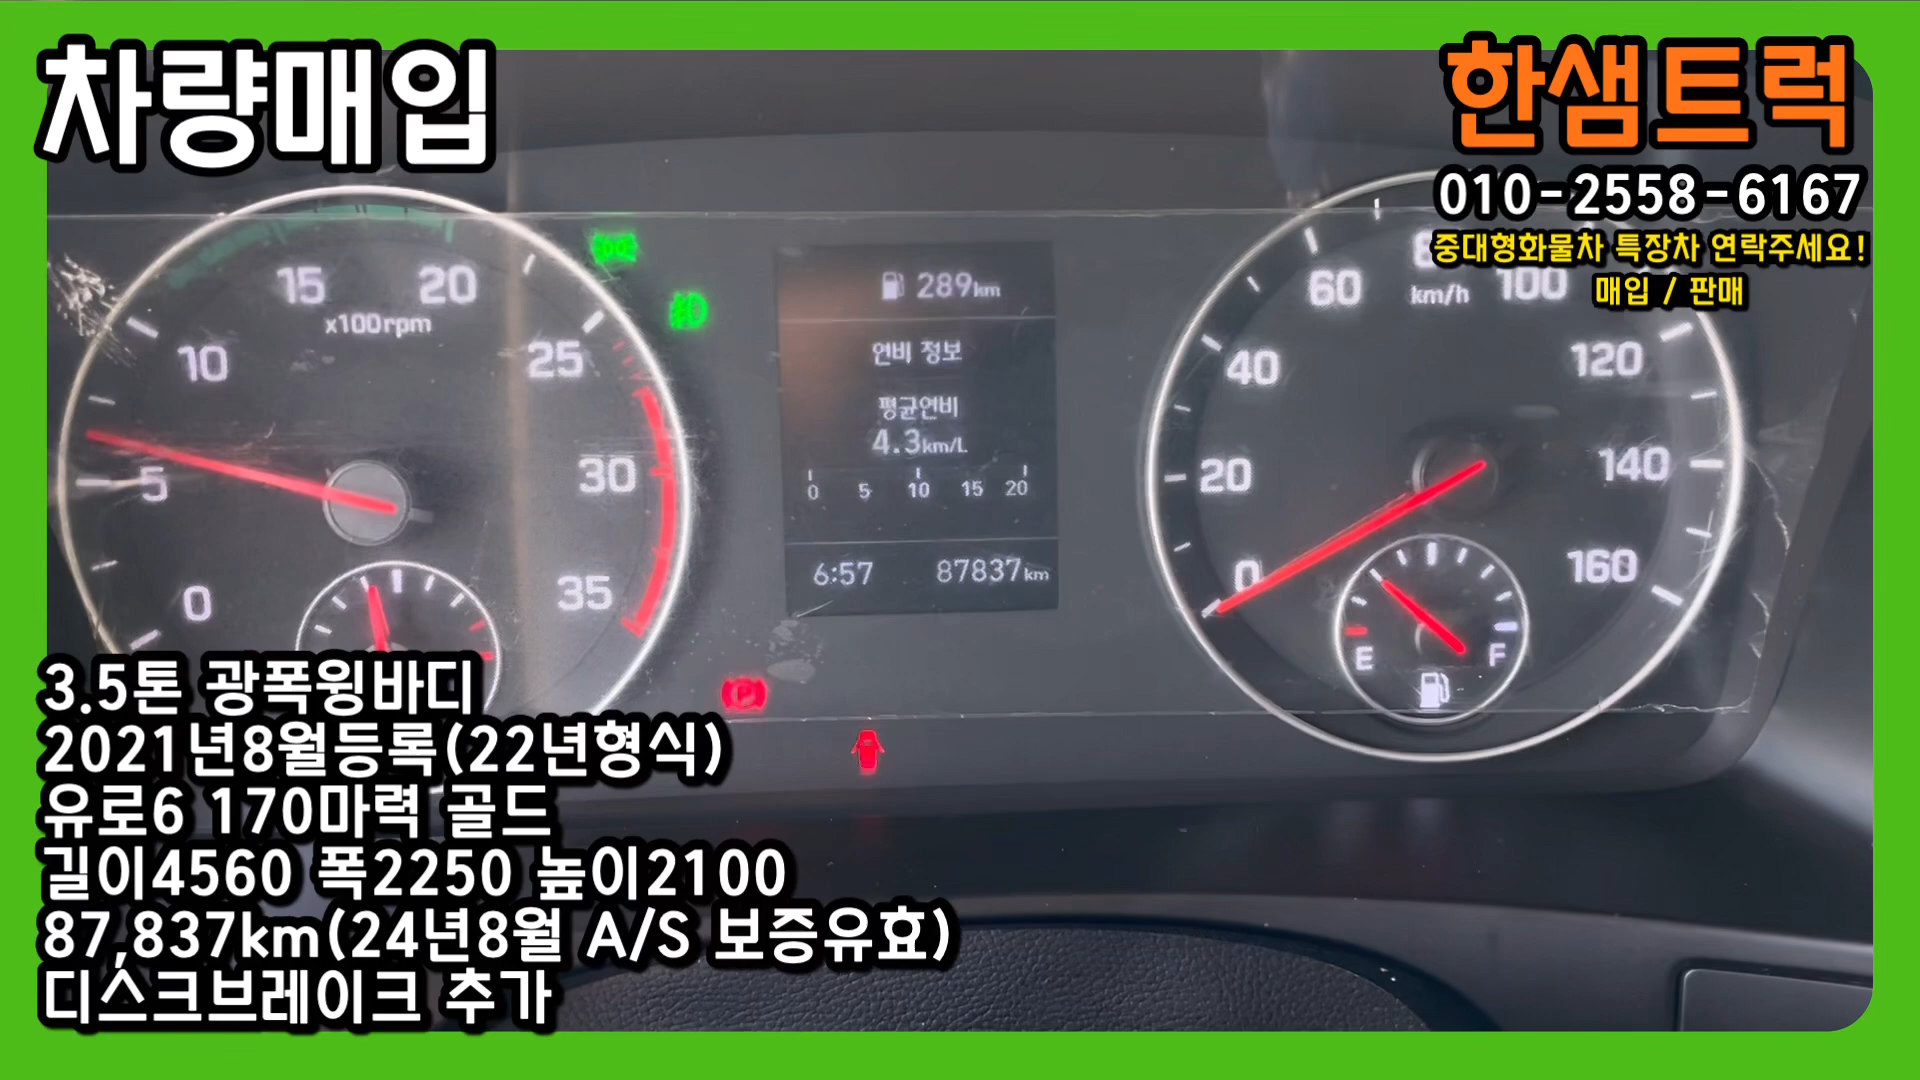 차량매입
한샘트럭
010-2558-6167
중대형화물차 특장차 연락주세요!
매입 / 판매
0
5
10
15
20
25
30
35
x100rpm
289km
연비 정보
평균연비
4.3km/L
0 5 10 15 20
6:57 87837km
0
20
40
60
100
120
140
160
km/h
E F
3.5톤 광폭윙바디
2021년8월등록(22년형식)
유로6 170마력 골드
길이4560 폭2250 높이2100
87,837km(24년8월 A/S 보증유효)
디스크브레이크 추가